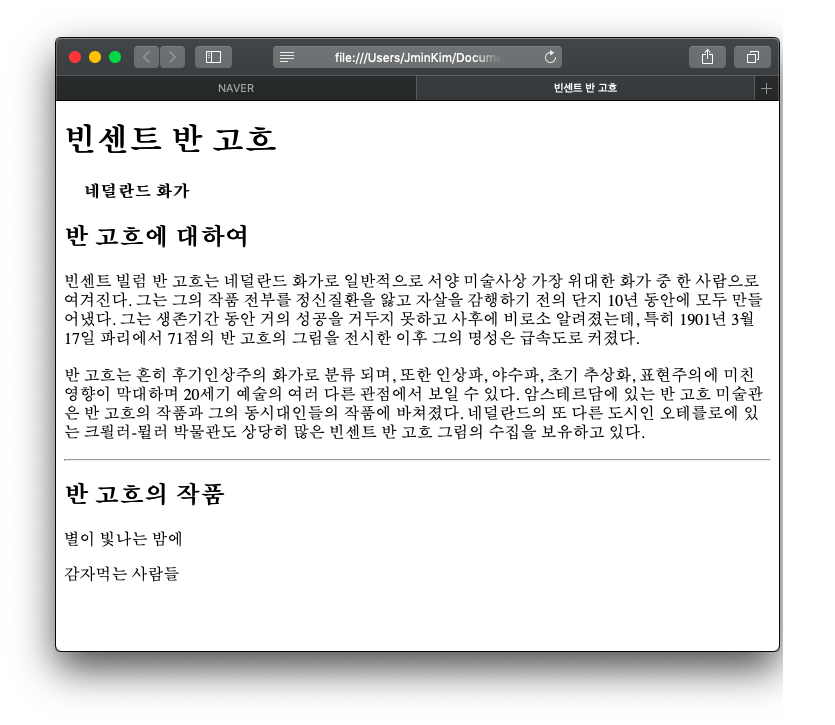 file:///Users/JminKim/Docume
NAVER
빈센트 반 고흐
빈센트 반 고흐
네덜란드 화가
반 고흐에 대하여
빈센트 빌럼 반 고흐는 네덜란드 화가로 일반적으로 서양 미술사상 가장 위대한 화가 중 한 사람으로
여겨진다. 그는 그의 작품 전부를 정신질환을 앓고 자살을 감행하기 전의 단지 10년 동안에 모두 만들
어냈다. 그는 생존기간 동안 거의 성공을 거두지 못하고 사후에 비로소 알려졌는데, 특히 1901년 3월
17일 파리에서 71점의 반 고흐의 그림을 전시한 이후 그의 명성은 급속도로 커졌다.
반 고흐는 흔히 후기인상주의 화가로 분류 되며, 또한 인상파, 야수파, 초기 추상화, 표현주의에 미친
영향이 막대하며 20세기 예술의 여러 다른 관점에서 보일 수 있다. 암스테르담에 있는 반 고흐 미술관
은 반 고흐의 작품과 그의 동시대인들의 작품에 바쳐졌다. 네덜란드의 또 다른 도시인 오테를로에 있
는 크뢸러-뮐러 박물관도 상당히 많은 빈센트 반 고흐 그림의 수집을 보유하고 있다.
반 고흐의 작품
별이 빛나는 밤에
감자먹는 사람들